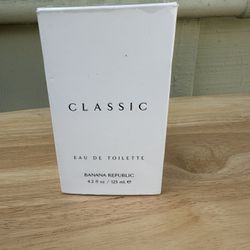 CLASSIC
EAU DE TOILETTE
BANANA REPUBLIC
4.2 fl oz / 125 mL ℮